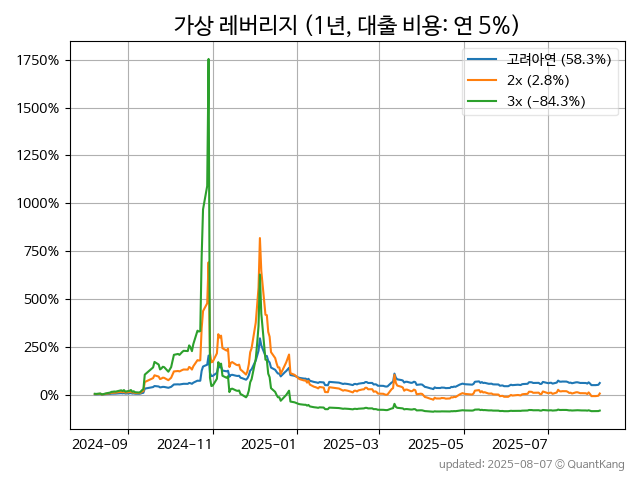 가상 레버리지 (1년, 대출 비용: 연 5%)
1750%
1500%
1250%
1000%
750%
500%
250%
0%
고려아연 (58.3%)
2x (2.8%)
3x (-84.3%)
2024-09
2024-11
2025-01
2025-03
2025-05
2025-07
updated: 2025-08-07 © QuantKang